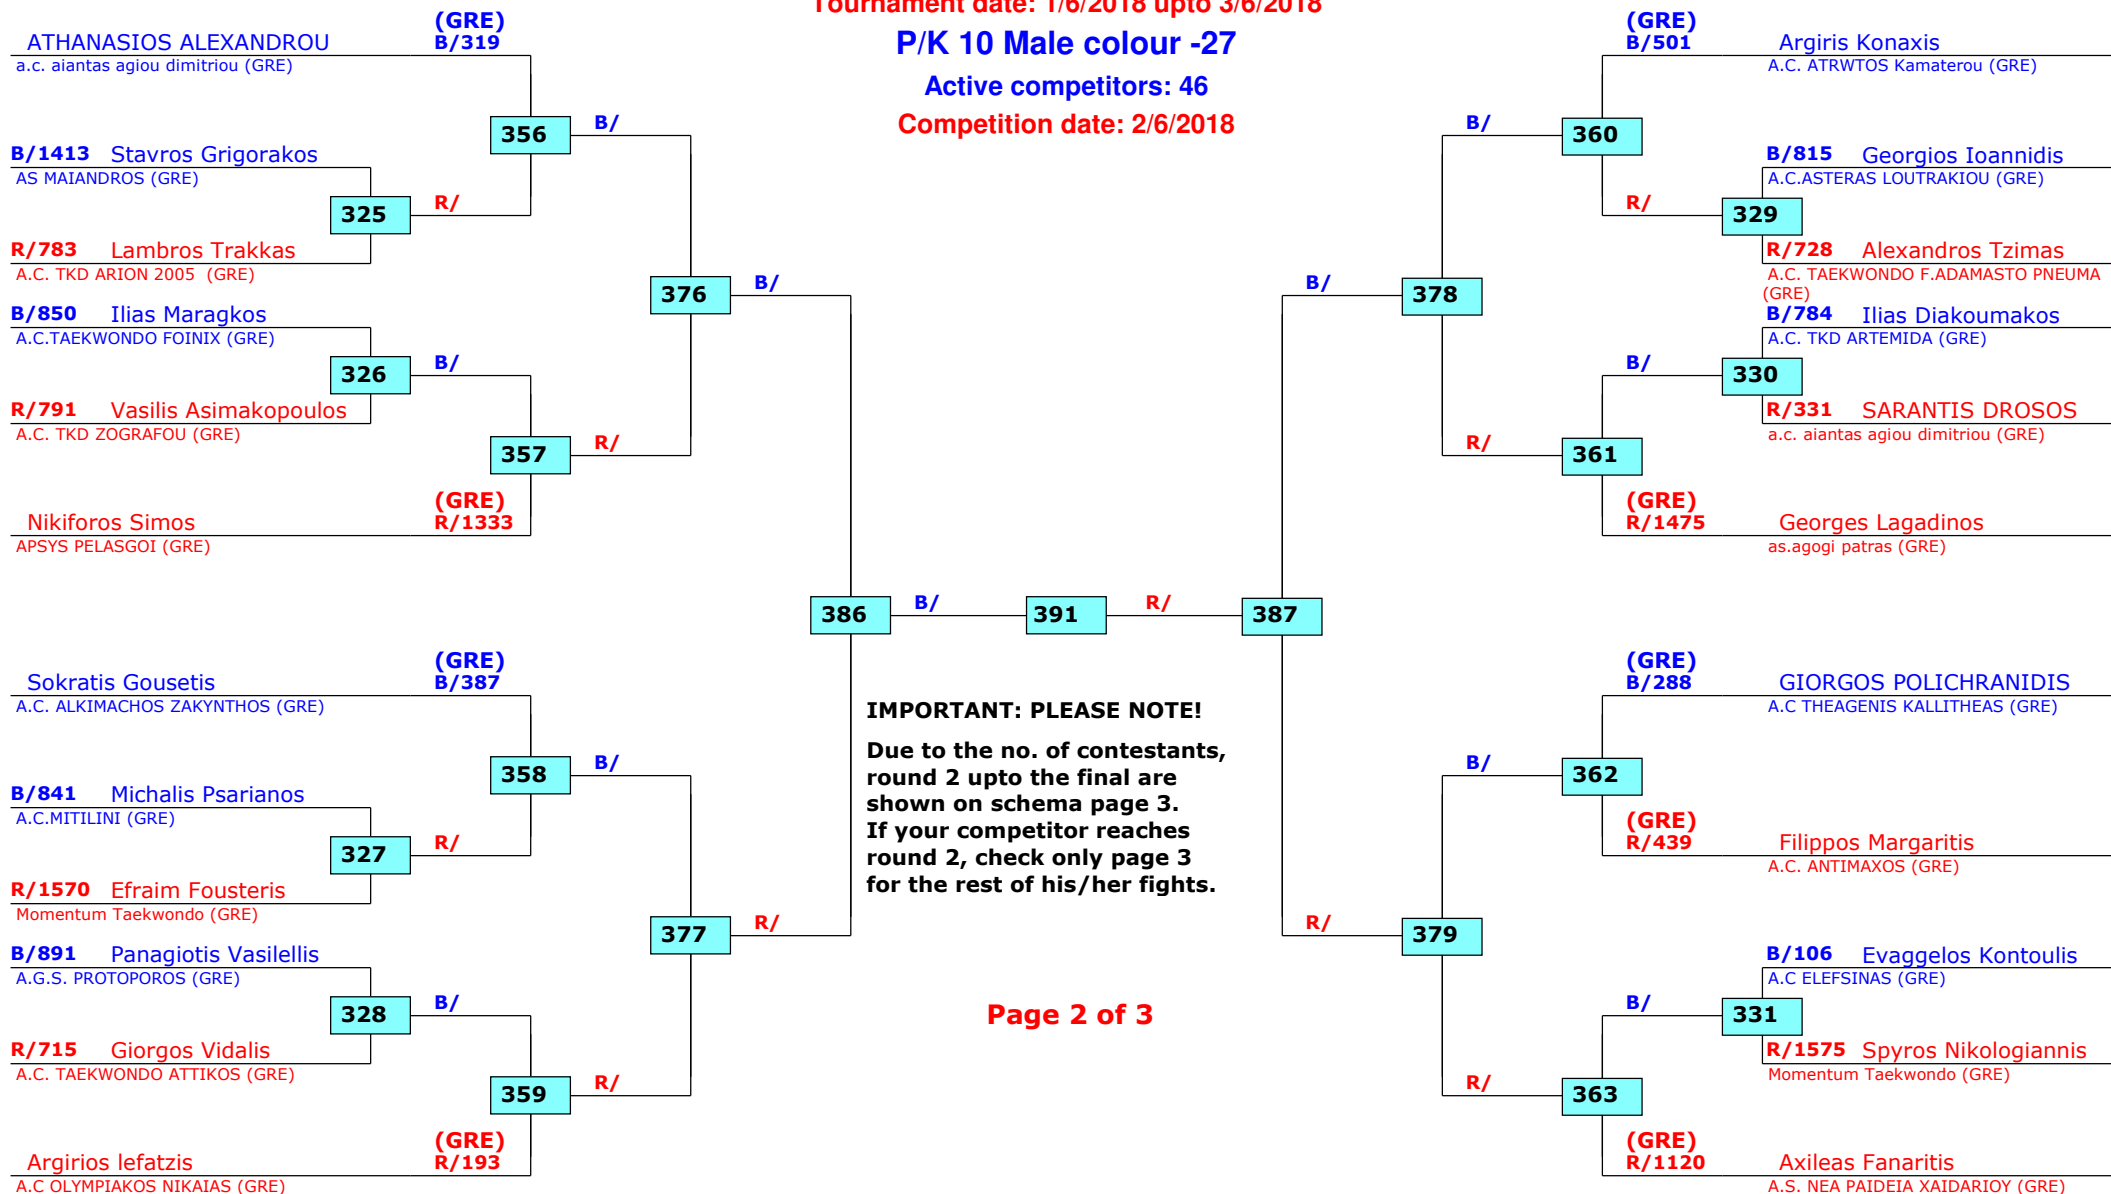 Tournament date: 1/6/2018 upto 3/6/2018
P/K 10 Male colour -27
Active competitors: 46
Competition date: 2/6/2018
(GRE)
ATHANASIOS ALEXANDROU B/319
a.c. aiantas agiou dimitriou (GRE)
356 B/
B/1413 Stavros Grigorakos
AS MAIANDROS (GRE)
325 R/
R/783 Lambros Trakkas
A.C. TKD ARION 2005 (GRE)
376 B/
B/850 Ilias Maragkos
A.C.TAEKWONDO FOINIX (GRE)
326 B/
R/791 Vasilis Asimakopoulos
A.C. TKD ZOGRAFOU (GRE)
357 R/
(GRE)
Nikiforos Simos R/1333
APSYS PELASGOI (GRE)
386 B/ 391 R/ 387
(GRE)
Sokratis Gousetis B/387
A.C. ALKIMACHOS ZAKYNTHOS (GRE)
358 B/
B/841 Michalis Psarianos
A.C.MITILINI (GRE)
327 R/
R/1570 Efraim Fousteris
Momentum Taekwondo (GRE)
377 R/
B/891 Panagiotis Vasilellis
A.G.S. PROTOPOROS (GRE)
328 B/
R/715 Giorgos Vidalis
A.C. TAEKWONDO ATTIKOS (GRE)
359 R/
(GRE)
Argirios lefatzis R/193
A.C OLYMPIAKOS NIKAIAS (GRE)
IMPORTANT: PLEASE NOTE!
Due to the no. of contestants,
round 2 upto the final are
shown on schema page 3.
If your competitor reaches
round 2, check only page 3
for the rest of his/her fights.
Page 2 of 3
(GRE)
B/501 Argiris Konaxis
A.C. ATRWTOS Kamaterou (GRE)
B/ 360
B/815 Georgios Ioannidis
A.C.ASTERAS LOUTRAKIOU (GRE)
R/ 329
R/728 Alexandros Tzimas
A.C. TAEKWONDO F.ADAMASTO PNEUMA
(GRE)
B/ 378
B/784 Ilias Diakoumakos
A.C. TKD ARTEMIDA (GRE)
B/ 330
R/331 SARANTIS DROSOS
a.c. aiantas agiou dimitriou (GRE)
R/ 361
(GRE)
R/1475 Georges Lagadinos
as.agogi patras (GRE)
(GRE)
B/288 GIORGOS POLICHRANIDIS
A.C THEAGENIS KALLITHEAS (GRE)
B/ 362
(GRE)
R/439 Filippos Margaritis
A.C. ANTIMAXOS (GRE)
R/ 379
B/106 Evaggelos Kontoulis
A.C ELEFSINAS (GRE)
B/ 331
R/1575 Spyros Nikologiannis
Momentum Taekwondo (GRE)
R/ 363
(GRE)
R/1120 Axileas Fanaritis
A.S. NEA PAIDEIA XAIDARIOY (GRE)